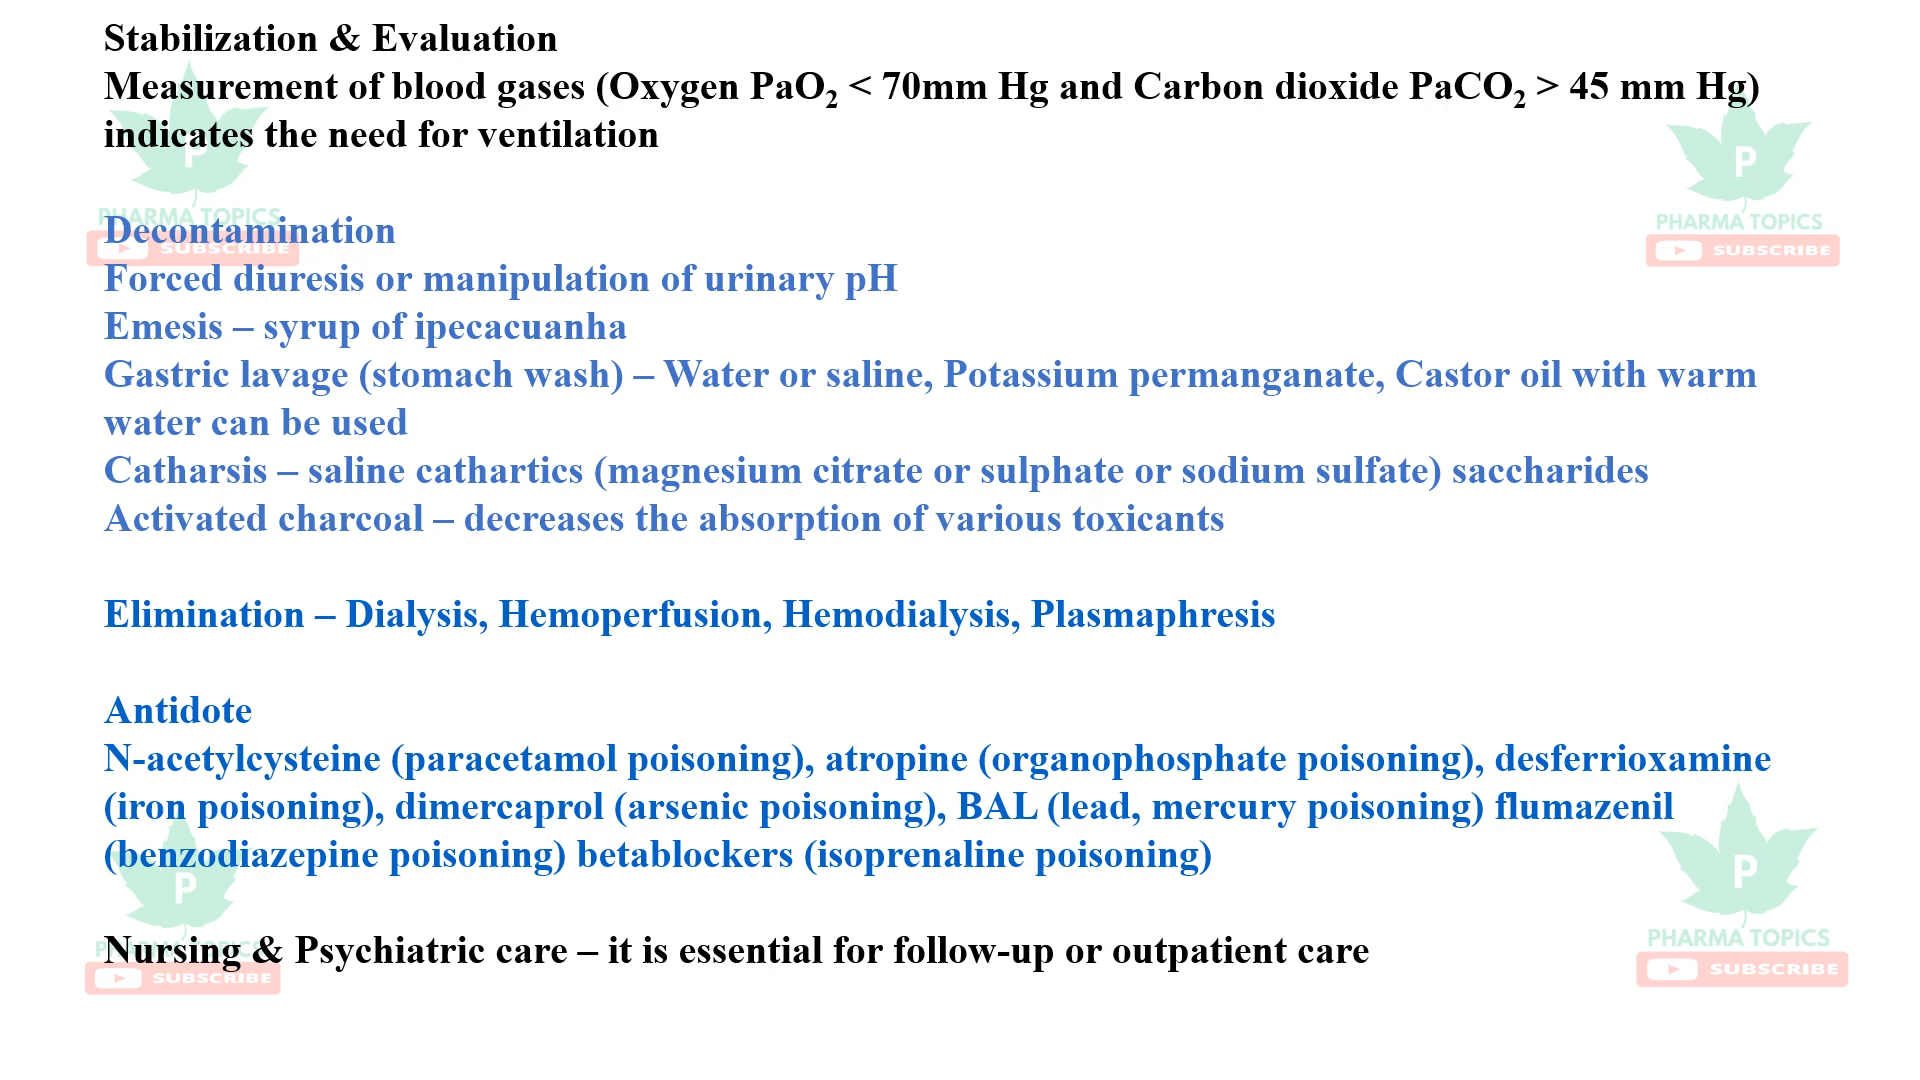 Stabilization & Evaluation
Measurement of blood gases (Oxygen PaO₂ < 70mm Hg and Carbon dioxide PaCO₂ > 45 mm Hg)
indicates the need for ventilation
P
PHARMA TOPICS
SUBSCRIBE
P
PHARMA TOPICS
SUBSCRIBE
Decontamination
Forced diuresis or manipulation of urinary pH
Emesis – syrup of ipecacuanha
Gastric lavage (stomach wash) – Water or saline, Potassium permanganate, Castor oil with warm
water can be used
Catharsis – saline cathartics (magnesium citrate or sulphate or sodium sulfate) saccharides
Activated charcoal – decreases the absorption of various toxicants
Elimination – Dialysis, Hemoperfusion, Hemodialysis, Plasmaphresis
Antidote
N-acetylcysteine (paracetamol poisoning), atropine (organophosphate poisoning), desferrioxamine
(iron poisoning), dimercaprol (arsenic poisoning), BAL (lead, mercury poisoning) flumazenil
(benzodiazepine poisoning) betablockers (isoprenaline poisoning)
P
PHARMA TOPICS
SUBSCRIBE
P
PHARMA TOPICS
SUBSCRIBE
Nursing & Psychiatric care – it is essential for follow-up or outpatient care